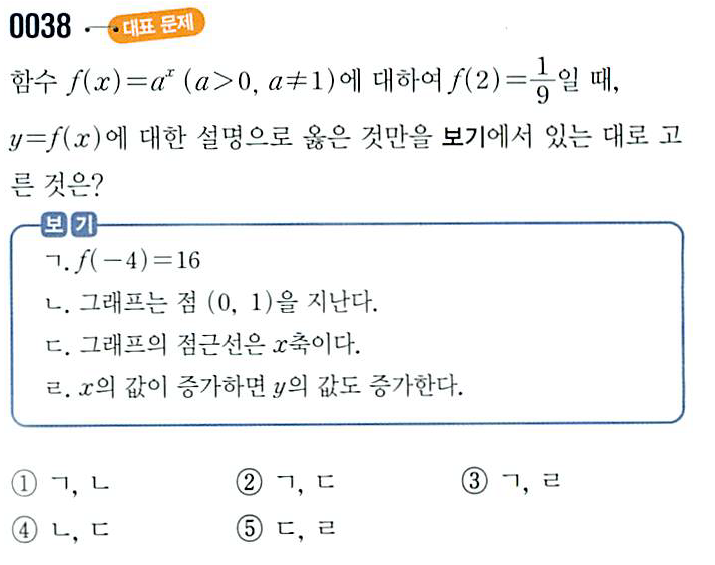 0038 대표 문제
함수 f(x)=a^x (a>0, a≠1)에 대하여 f(2)=1/9일 때,
y=f(x)에 대한 설명으로 옳은 것만을 보기에서 있는 대로 고
른 것은?
보기
ㄱ. f(-4)=16
ㄴ. 그래프는 점 (0, 1)을 지난다.
ㄷ. 그래프의 점근선은 x축이다.
ㄹ. x의 값이 증가하면 y의 값도 증가한다.
① ㄱ, ㄴ ② ㄱ, ㄷ ③ ㄱ, ㄹ
④ ㄴ, ㄷ ⑤ ㄷ, ㄹ